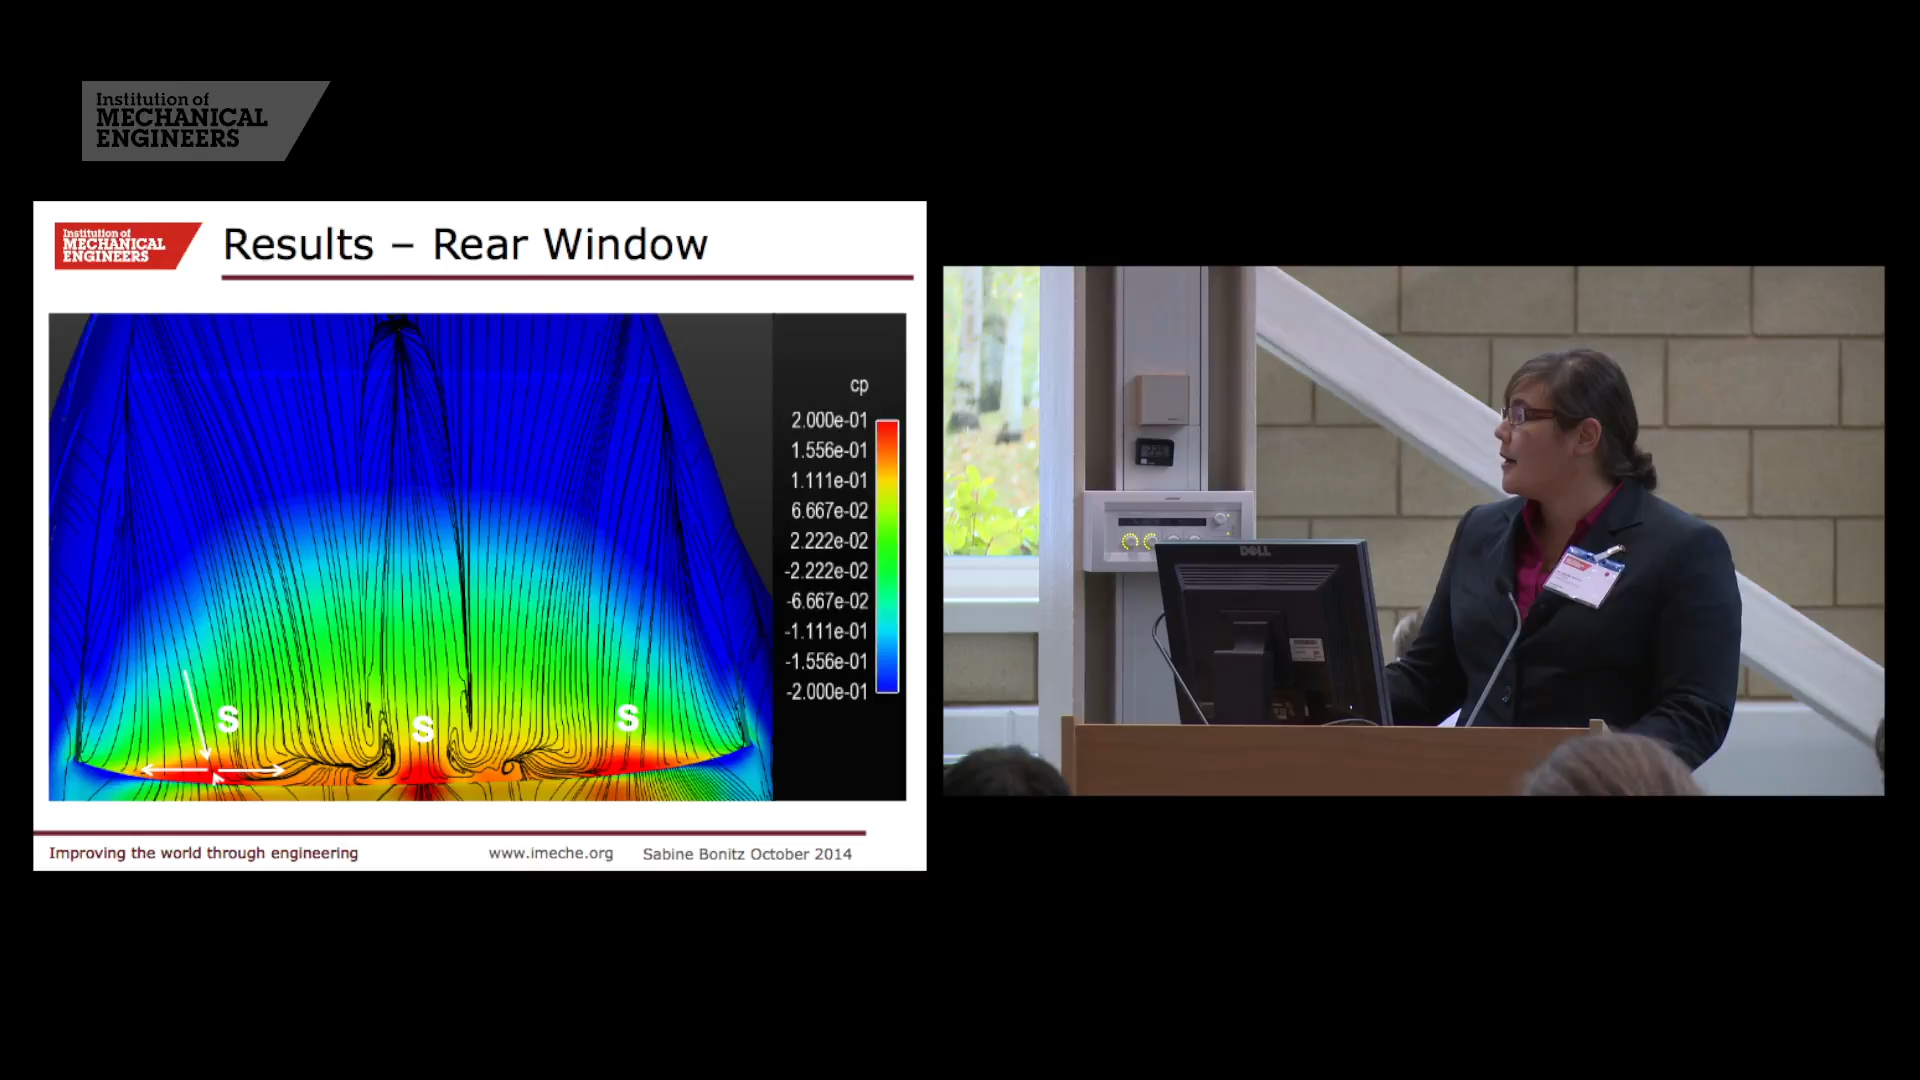 Institution of
MECHANICAL
ENGINEERS
Institution of
MECHANICAL
ENGINEERS
Results – Rear Window
cp
2.000e-01
1.556e-01
1.111e-01
6.667e-02
2.222e-02
-2.222e-02
-6.667e-02
-1.111e-01
-1.556e-01
-2.000e-01
S
S
S
Improving the world through engineering
www.imeche.org
Sabine Bonitz October 2014
DELL